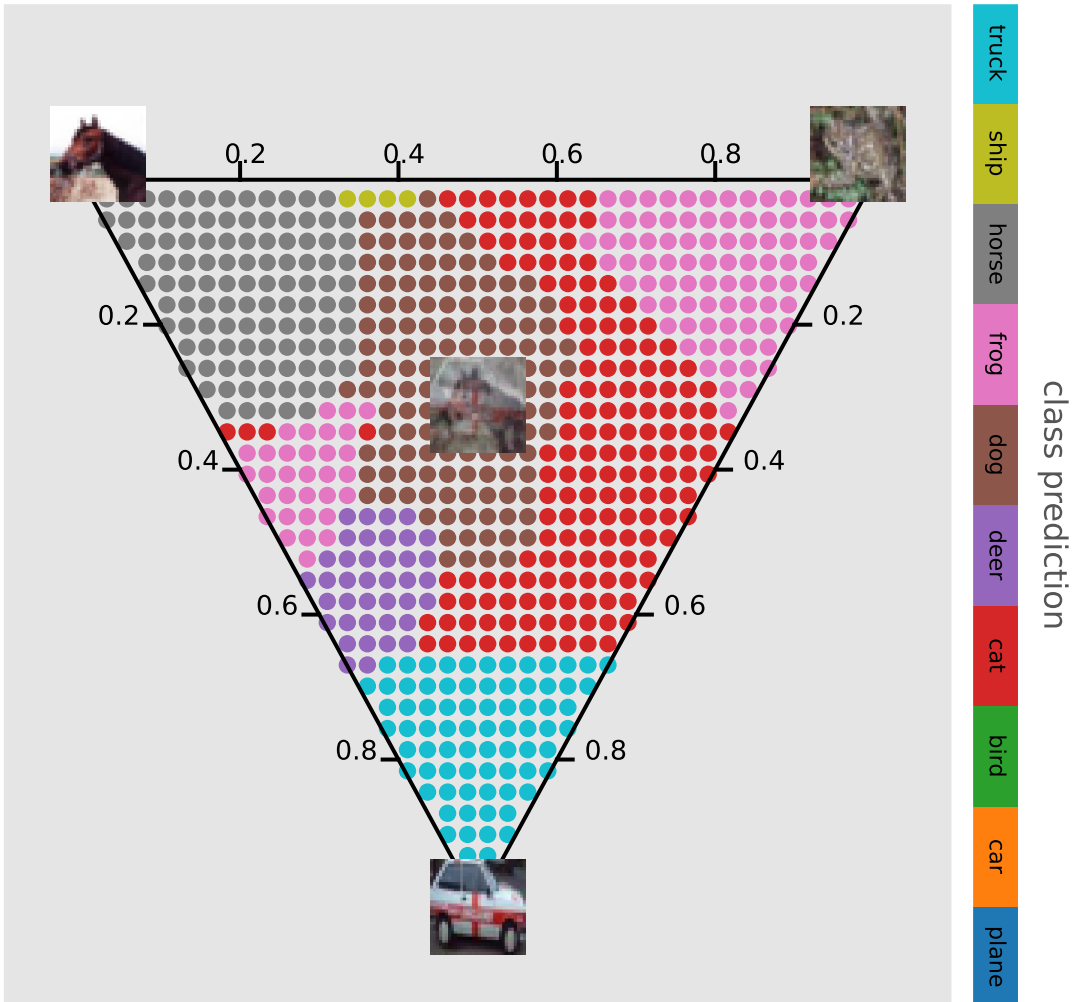 0.2 0.4 0.6 0.8
0.2 0.2
0.4 0.4
0.6 0.6
0.8 0.8
truck
ship
horse
frog
dog
deer
cat
bird
car
plane
class prediction